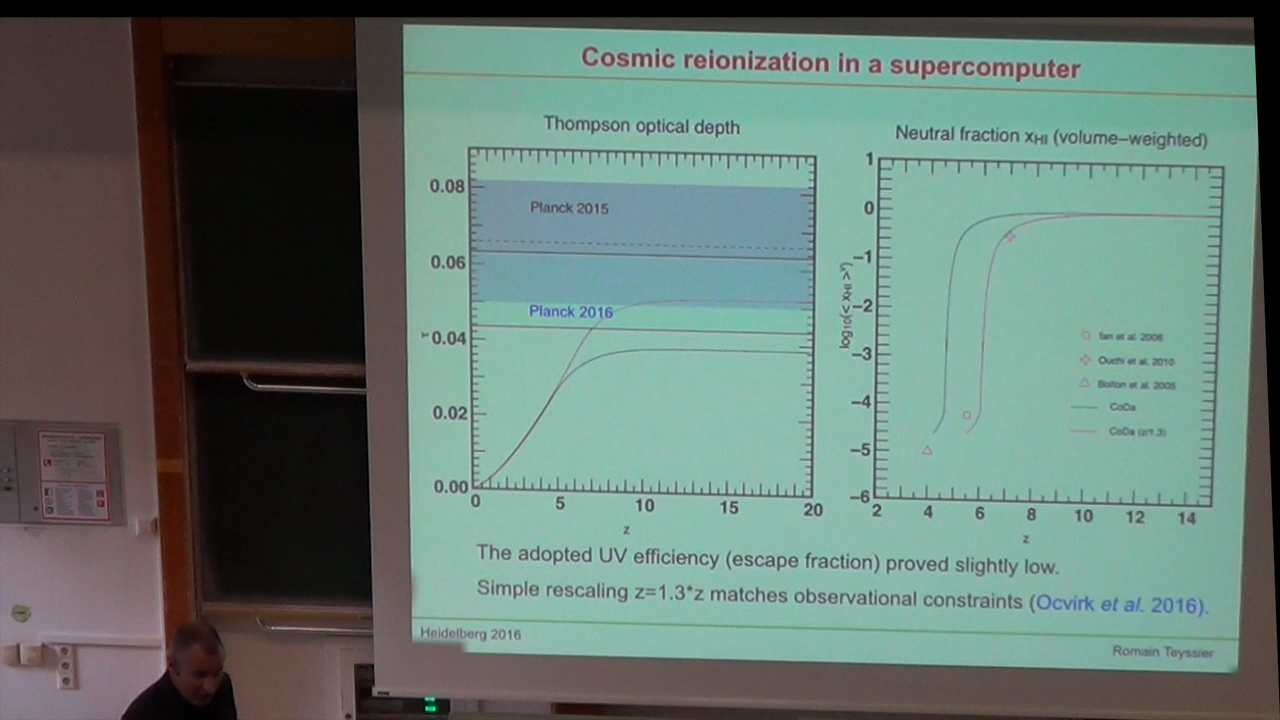 Cosmic reionization in a supercomputer
Thompson optical depth
0.08
0.06
0.04
0.02
0.00
τ
Planck 2015
Planck 2016
0
5
10
15
20
z
Neutral fraction xHI (volume−weighted)
1
0
−1
−2
−3
−4
−5
−6
log10(< xHI >v)
fan et al. 2006
Ouchi et al. 2010
Bolton et al. 2005
CoDa
CoDa (z/1.3)
2
4
6
8
10
12
14
z
The adopted UV efficiency (escape fraction) proved slightly low.
Simple rescaling z=1.3*z matches observational constraints (Ocvirk et al. 2016).
Heidelberg 2016
Romain Teyssier